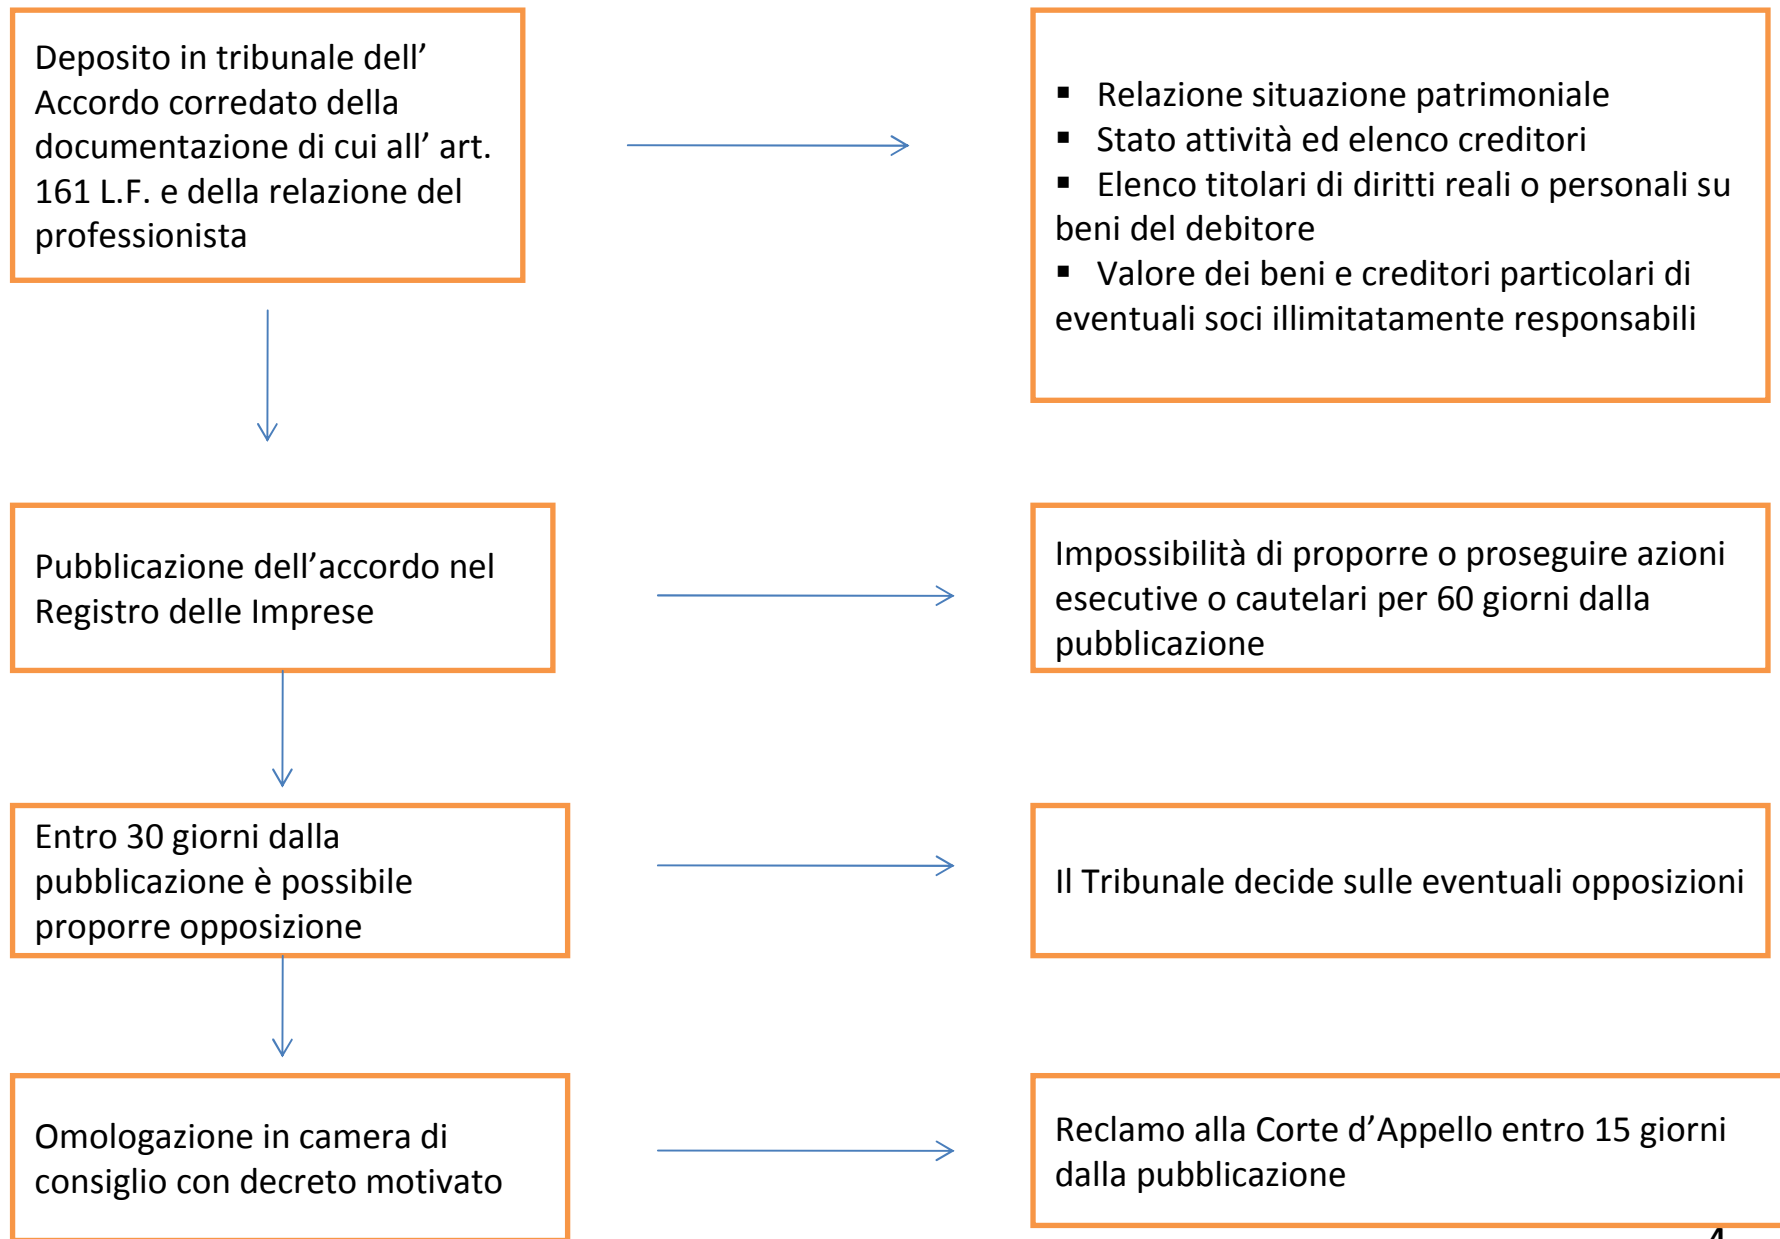 Deposito in tribunale dell’
Accordo corredato della
documentazione di cui all’ art.
161 L.F. e della relazione del
professionista
▪ Relazione situazione patrimoniale
▪ Stato attività ed elenco creditori
▪ Elenco titolari di diritti reali o personali su
beni del debitore
▪ Valore dei beni e creditori particolari di
eventuali soci illimitatamente responsabili
Pubblicazione dell’accordo nel
Registro delle Imprese
Impossibilità di proporre o proseguire azioni
esecutive o cautelari per 60 giorni dalla
pubblicazione
Entro 30 giorni dalla
pubblicazione è possibile
proporre opposizione
Il Tribunale decide sulle eventuali opposizioni
Omologazione in camera di
consiglio con decreto motivato
Reclamo alla Corte d’Appello entro 15 giorni
dalla pubblicazione